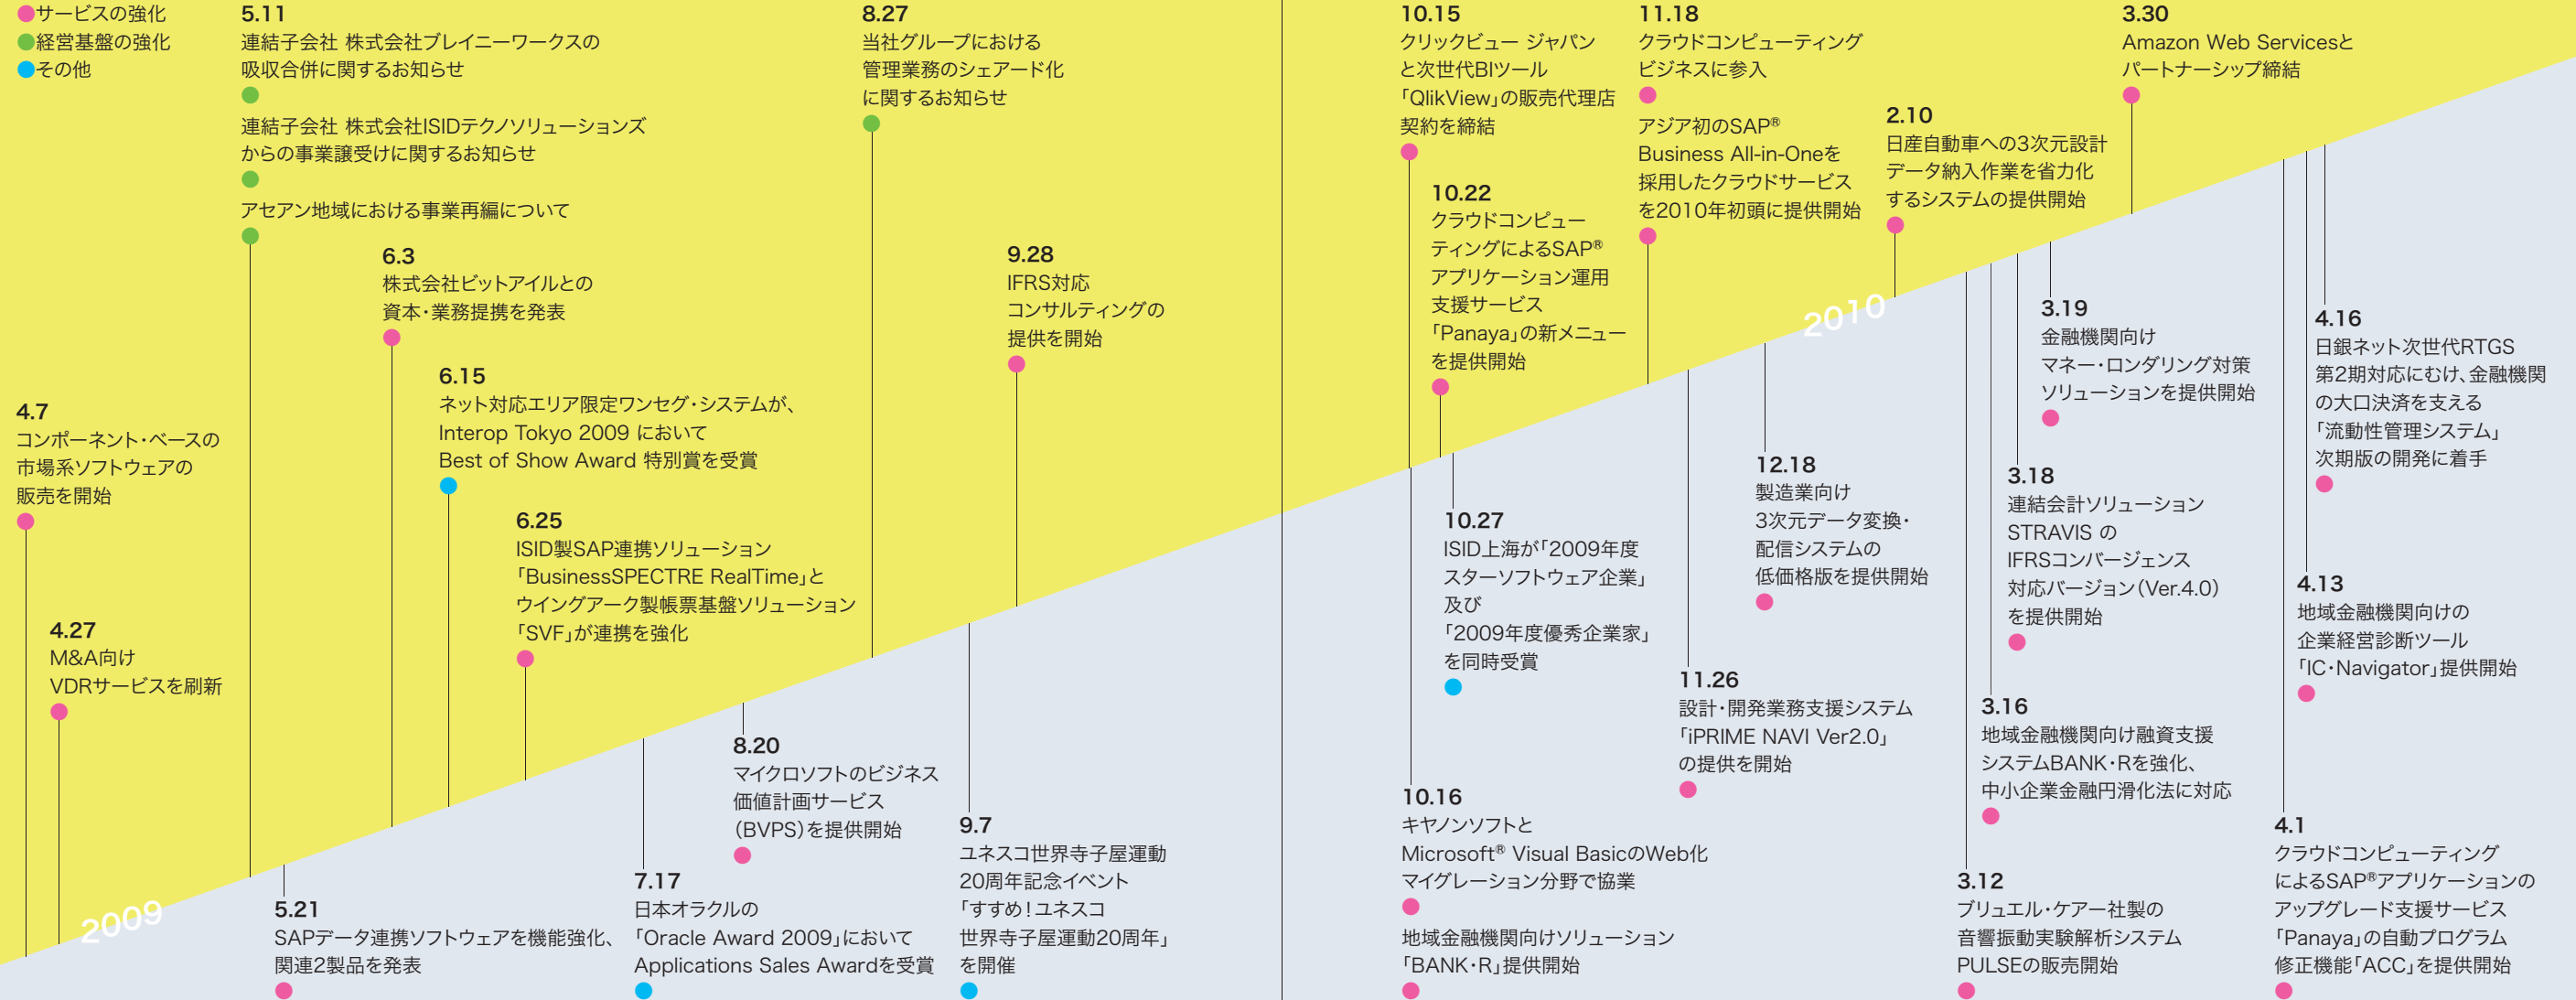 サービスの強化
経営基盤の強化
その他
4.7
コンポーネント・ベースの
市場系ソフトウェアの
販売を開始
4.27
M&A向け
VDRサービスを刷新
2009
5.11
連結子会社 株式会社ブレイニーワークスの
吸収合併に関するお知らせ
連結子会社 株式会社ISIDテクノソリューションズ
からの事業譲受けに関するお知らせ
アセアン地域における事業再編について
5.21
SAPデータ連携ソフトウェアを機能強化、
関連2製品を発表
6.3
株式会社ビットアイルとの
資本・業務提携を発表
6.15
ネット対応エリア限定ワンセグ・システムが、
Interop Tokyo 2009 において
Best of Show Award 特別賞を受賞
6.25
ISID製SAP連携ソリューション
「BusinessSPECTRE RealTime」と
ウイングアーク製帳票基盤ソリューション
「SVF」が連携を強化
7.17
日本オラクルの
「Oracle Award 2009」において
Applications Sales Awardを受賞
8.20
マイクロソフトのビジネス
価値計画サービス
（BVPS）を提供開始
8.27
当社グループにおける
管理業務のシェアード化
に関するお知らせ
9.7
ユネスコ世界寺子屋運動
20周年記念イベント
「すすめ！ユネスコ
世界寺子屋運動20周年」
を開催
9.28
IFRS対応
コンサルティングの
提供を開始
10.15
クリックビュー ジャパン
と次世代BIツール
「QlikView」の販売代理店
契約を締結
10.16
キヤノンソフトと
Microsoft® Visual BasicのWeb化
マイグレーション分野で協業
地域金融機関向けソリューション
「BANK・R」提供開始
10.22
クラウドコンピュー
ティングによるSAP®
アプリケーション運用
支援サービス
「Panaya」の新メニュー
を提供開始
10.27
ISID上海が「2009年度
スターソフトウェア企業」
及び
「2009年度優秀企業家」
を同時受賞
11.18
クラウドコンピューティング
ビジネスに参入
アジア初のSAP®
Business All-in-Oneを
採用したクラウドサービス
を2010年初頭に提供開始
11.26
設計・開発業務支援システム
「iPRIME NAVI Ver2.0」
の提供を開始
12.18
製造業向け
3次元データ変換・
配信システムの
低価格版を提供開始
2010
2.10
日産自動車への3次元設計
データ納入作業を省力化
するシステムの提供開始
3.12
ブリュエル・ケアー社製の
音響振動実験解析システム
PULSEの販売開始
3.16
地域金融機関向け融資支援
システムBANK・Rを強化、
中小企業金融円滑化法に対応
3.18
連結会計ソリューション
STRAVIS の
IFRSコンバージェンス
対応バージョン（Ver.4.0）
を提供開始
3.19
金融機関向け
マネー・ロンダリング対策
ソリューションを提供開始
3.30
Amazon Web Servicesと
パートナーシップ締結
4.1
クラウドコンピューティング
によるSAP®アプリケーションの
アップグレード支援サービス
「Panaya」の自動プログラム
修正機能「ACC」を提供開始
4.13
地域金融機関向けの
企業経営診断ツール
「IC・Navigator」提供開始
4.16
日銀ネット次世代RTGS
第2期対応にむけ、金融機関
の大口決済を支える
「流動性管理システム」
次期版の開発に着手